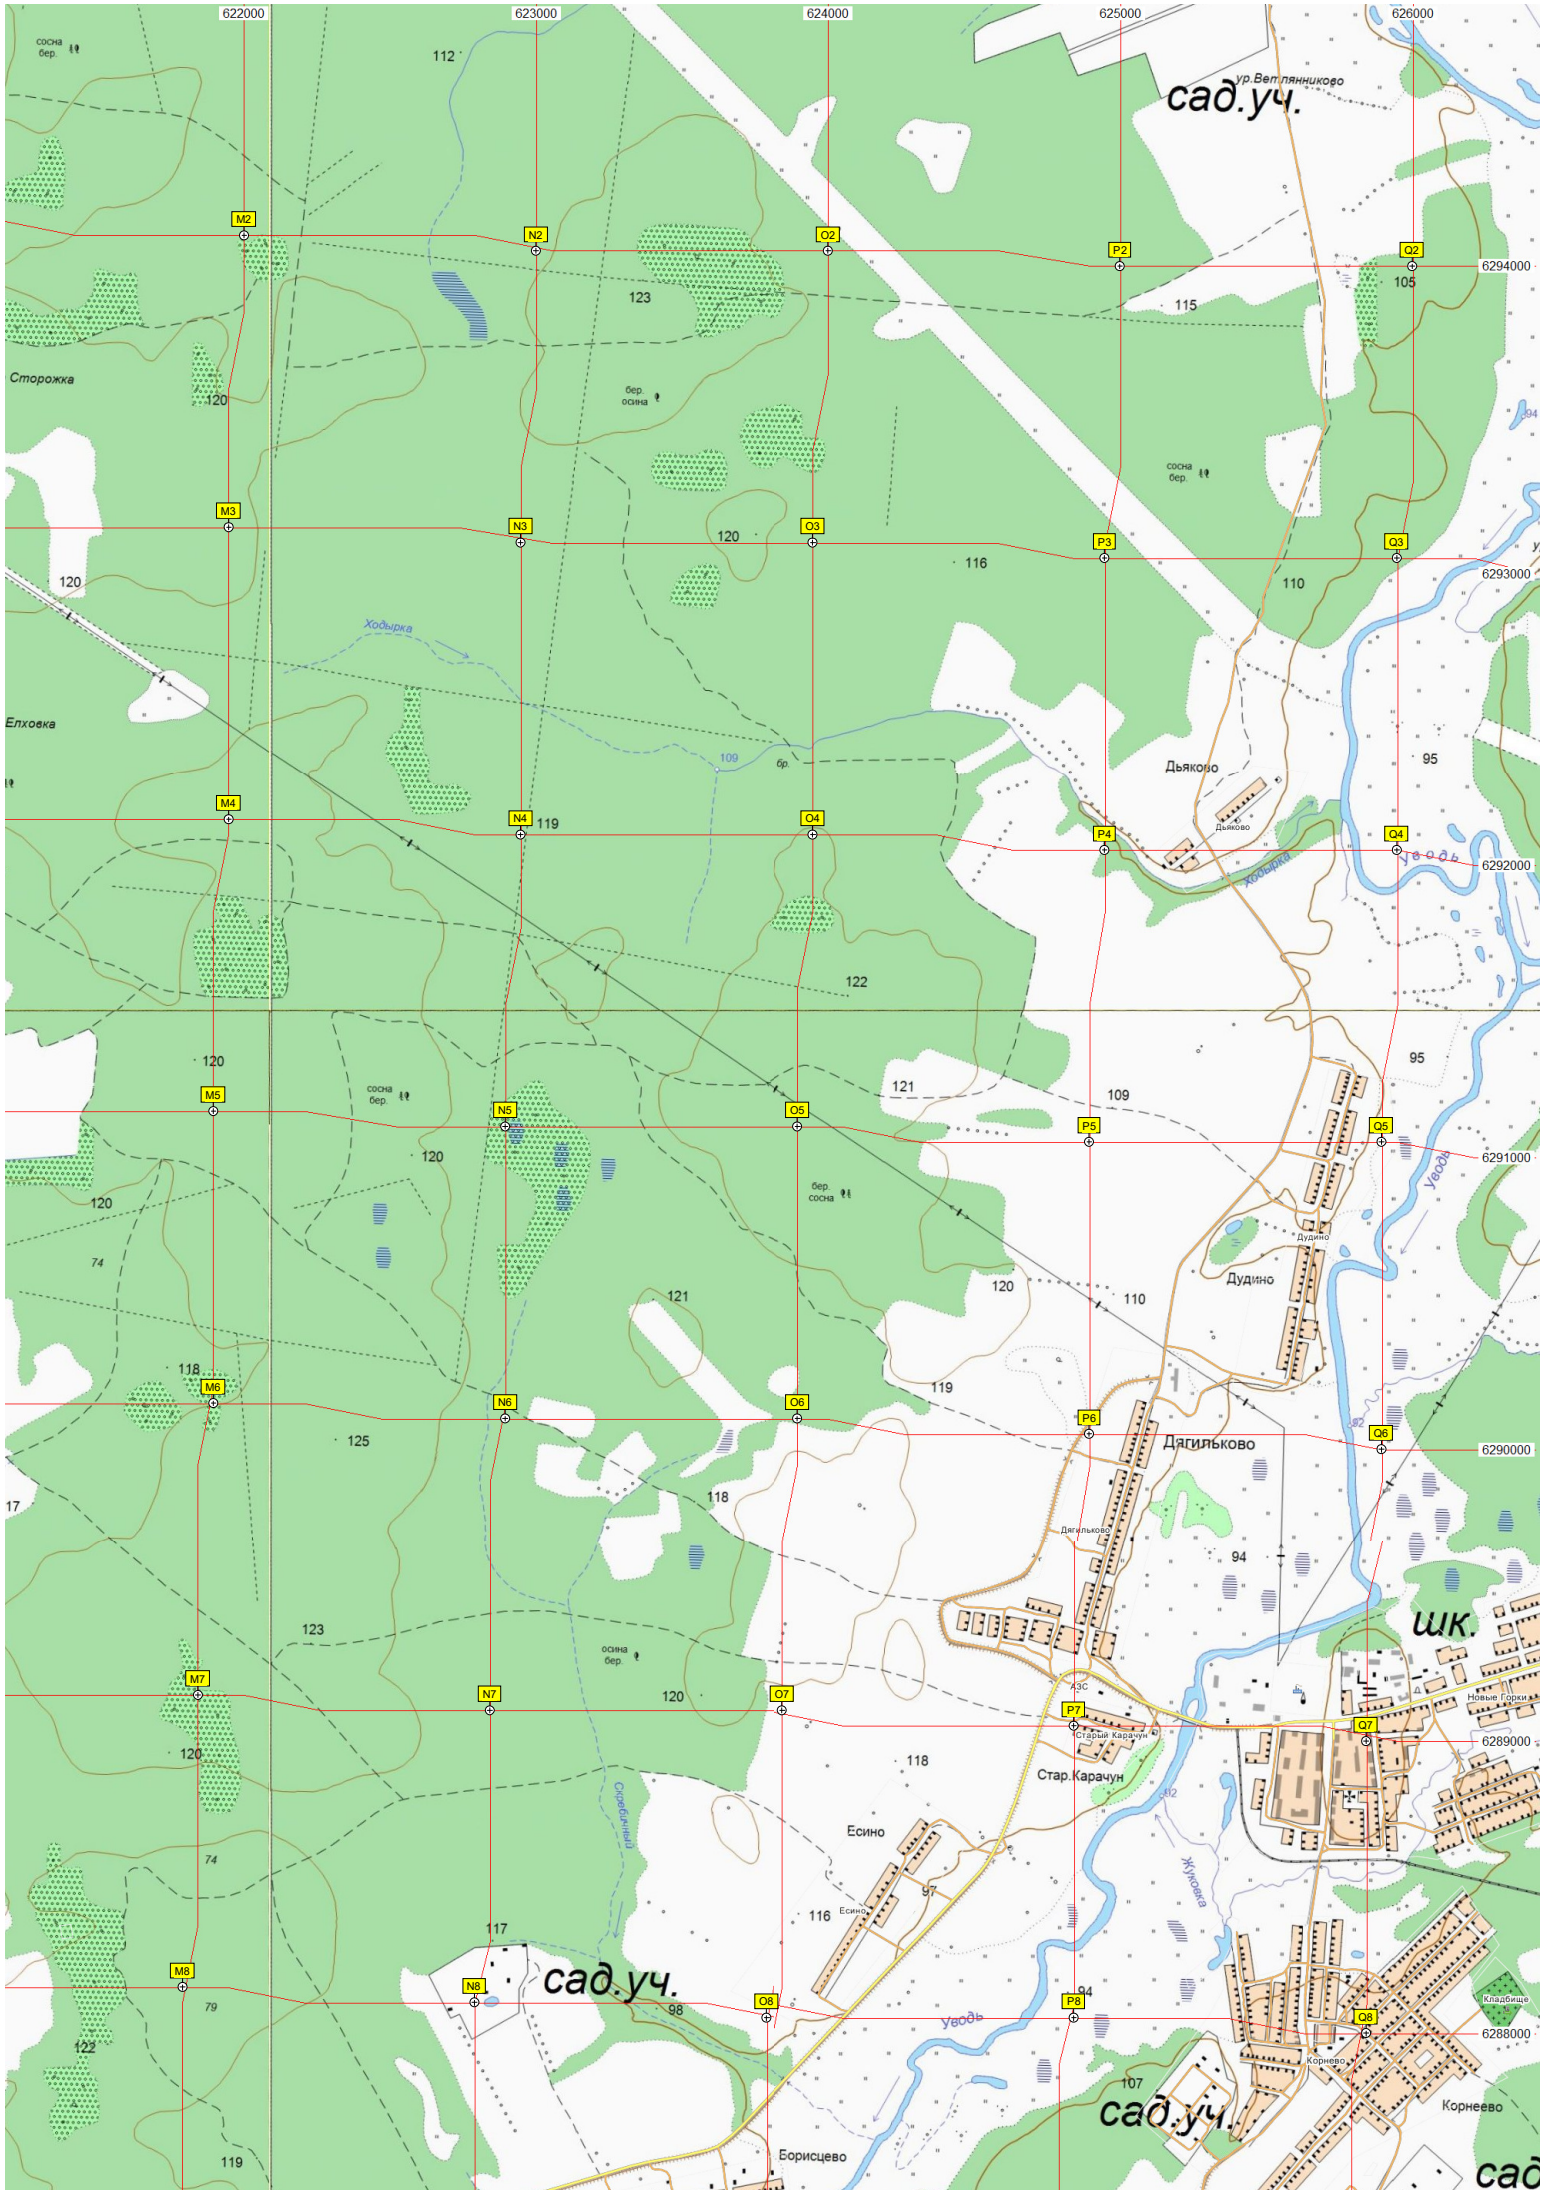 622000 623000 624000 625000 626000
сосна
бер.
112
ур.Ветлянниково
сад.уч.
M2 N2 O2 P2 Q2
6294000
123
105
115
Сторожка
120
бер.
осина
94
сосна
бер.
M3 N3 O3 P3 Q3
120
116
6293000
120
110
Ходырка
Елховка
109
бр.
Дьяково
95
M4 N4 O4 P4 Q4
119
Дьяково
Уводь
6292000
Ходырка
122
120
95
121
109
сосна
бер.
M5 N5 O5 P5 Q5
120
6291000
Уводь
бер.
сосна
120
74
Дудино
Дудино
120
121
110
118
119
M6 N6 O6 P6 Q6
92
125
Дягильково
6290000
118
17
Дягильково
94
123
шк.
осина
бер.
120
АЗС
Новые Горки
M7 N7 O7 P7 Q7
Старый Карачун
6289000
120
118
Стар.Карачун
92
Скребичный
Есино
74
97
Жуковка
Есино
116
117
сад.уч.
M8 N8 O8 P8 Q8
79
98
94
Кладбище
Уводь
6288000
122
Корнево
107
сад.уч.
Корнеево
119
Борисцево
сад